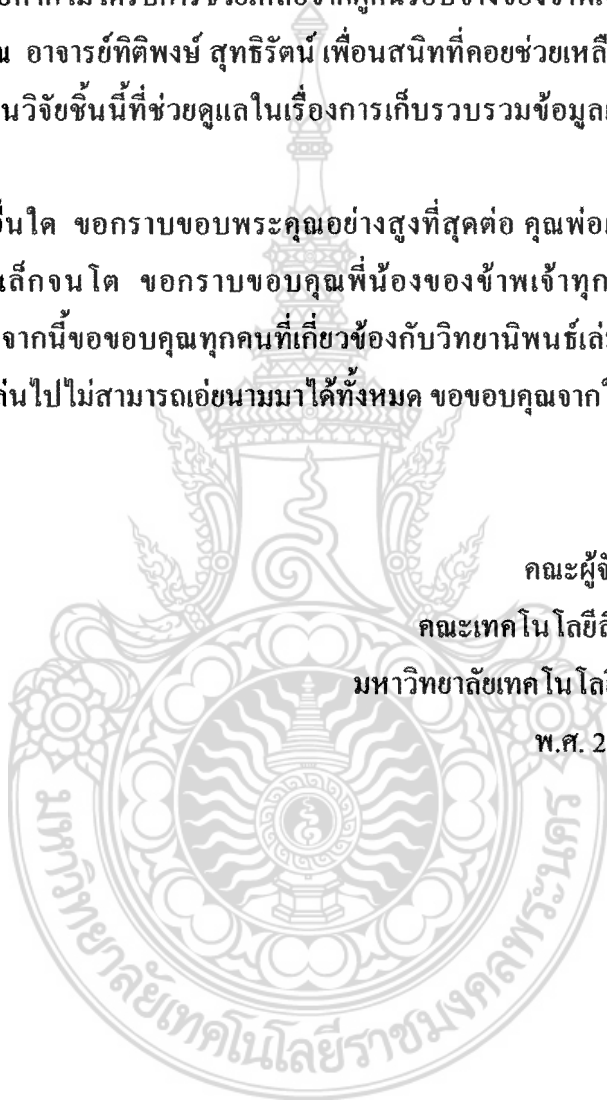 ณ อาจารย์ทิติพงษ์ สุทธิรัตน์ เพื่อนสนิทที่คอยช่วยเหลื
นวิจัยชิ้นนี้ที่ช่วยดูแลในเรื่องการเก็บรวบรวมข้อมูล
อื่นใด ขอกราบขอบพระคุณอย่างสูงที่สุดต่อ คุณพ่อ
เล็กจนโต ขอกราบขอบคุณพี่น้องของข้าพเจ้าทุก
จากนี้ขอขอบคุณทุกคนที่เกี่ยวข้องกับวิทยานิพนธ์เล่
ท่นไปไม่สามารถเอ่ยนามมาได้ทั้งหมด ขอขอบคุณจาก
คณะผู้จั
คณะเทคโนโลยีสื
มหาวิทยาลัยเทคโนโลยี
พ.ศ. 2
มหาวิทยาลัยเทคโนโลยีราชมงคลพระนคร